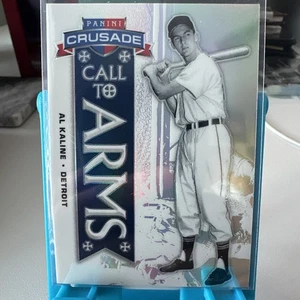 PANINI
CRUSADE
CALL
TO
ARMS
AL KALINE • DETROIT